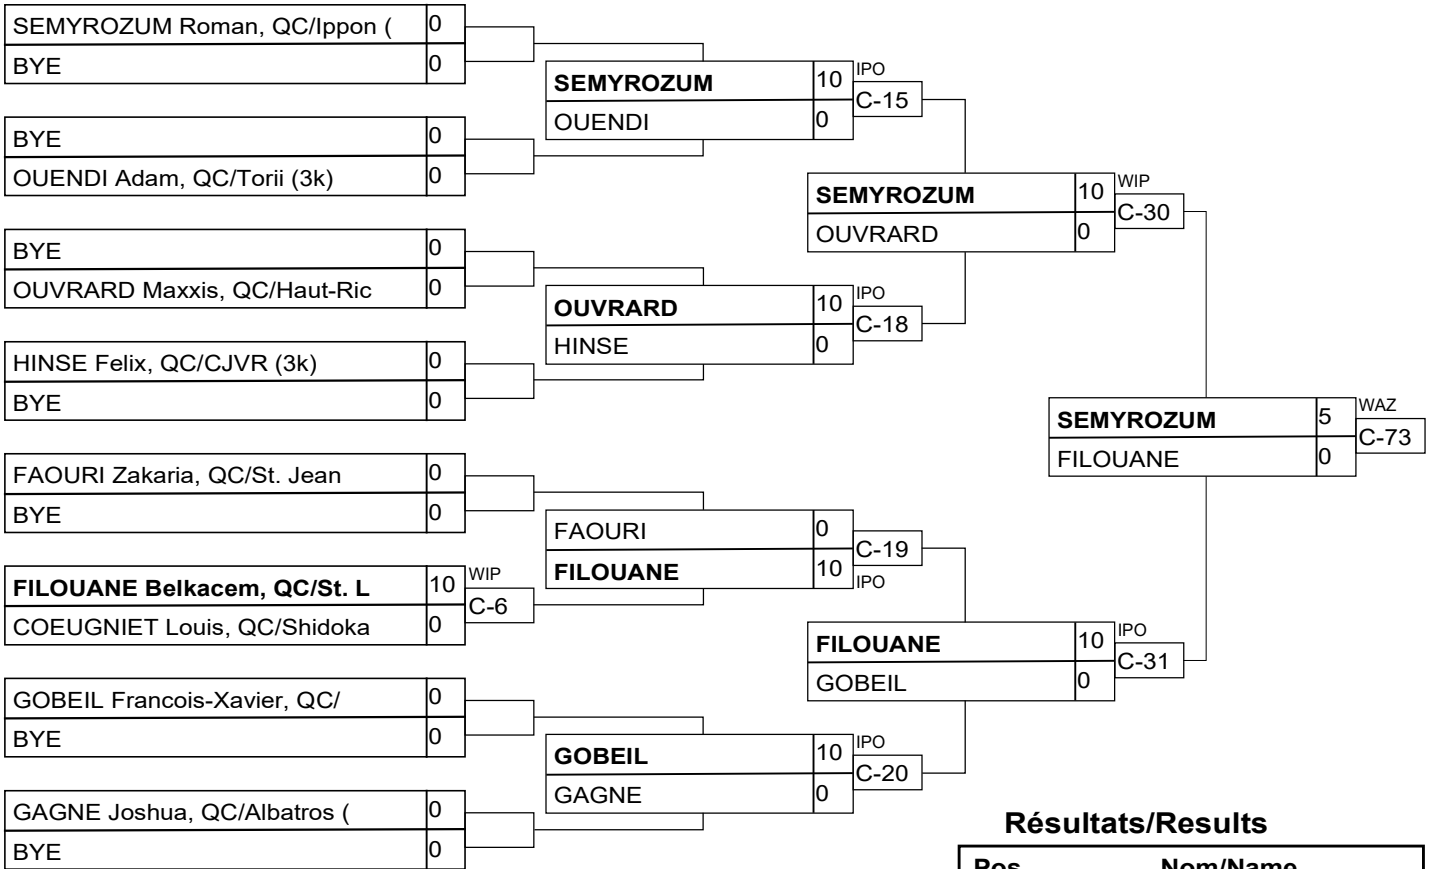 SEMYROZUM Roman, QC/Ippon ( 0
BYE 0
BYE 0
OUENDI Adam, QC/Torii (3k) 0
BYE 0
OUVRARD Maxxis, QC/Haut-Ric 0
HINSE Felix, QC/CJVR (3k) 0
BYE 0
FAOURI Zakaria, QC/St. Jean 0
BYE 0
FILOUANE Belkacem, QC/St. L 10 WIP
COEUGNIET Louis, QC/Shidoka 0
C-6
GOBEIL Francois-Xavier, QC/ 0
BYE 0
GAGNE Joshua, QC/Albatros ( 0
BYE 0
SEMYROZUM 10 IPO
OUENDI 0
C-15
OUVRARD 10 IPO
HINSE 0
C-18
FAOURI 0
C-19
FILOUANE 10 IPO
GOBEIL 10 IPO
GAGNE 0
C-20
SEMYROZUM 10 WIP
OUVRARD 0
C-30
FILOUANE 10 IPO
GOBEIL 0
C-31
SEMYROZUM 5 WAZ
FILOUANE 0
C-73
Résultats/Results
Pos Nom/Name